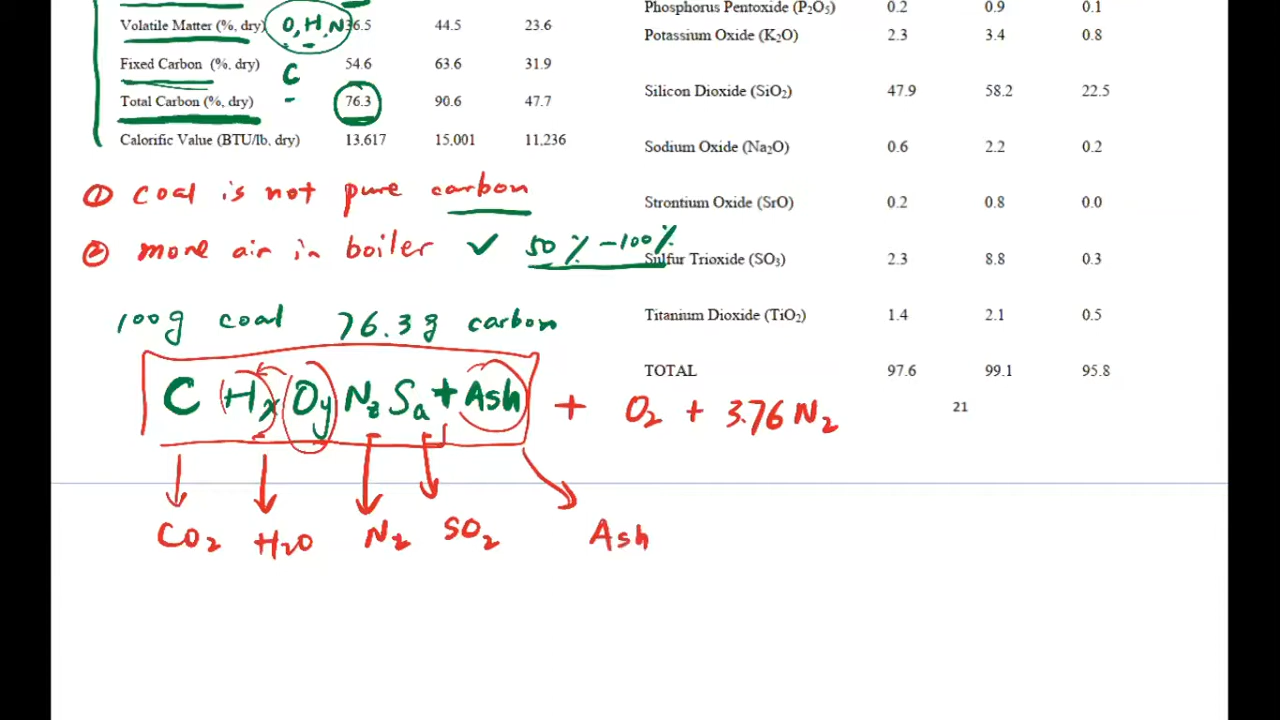 Volatile Matter (%, dry) O,H,N 36.5 44.5 23.6
Fixed Carbon (%, dry) C 54.6 63.6 31.9
Total Carbon (%, dry) 76.3 90.6 47.7
Calorific Value (BTU/lb, dry) 13,617 15,001 11,236
Phosphorus Pentoxide (P2O5) 0.2 0.9 0.1
Potassium Oxide (K2O) 2.3 3.4 0.8
Silicon Dioxide (SiO2) 47.9 58.2 22.5
Sodium Oxide (Na2O) 0.6 2.2 0.2
Strontium Oxide (SrO) 0.2 0.8 0.0
Sulfur Trioxide (SO3) 2.3 8.8 0.3
Titanium Dioxide (TiO2) 1.4 2.1 0.5
TOTAL 97.6 99.1 95.8
21
① coal is not pure carbon
② more air in boiler ✓ 50% -100%
100g coal 76.3g carbon
C Hx Oy Nz Sa + Ash + O2 + 3.76 N2
CO2 H2O N2 SO2 Ash